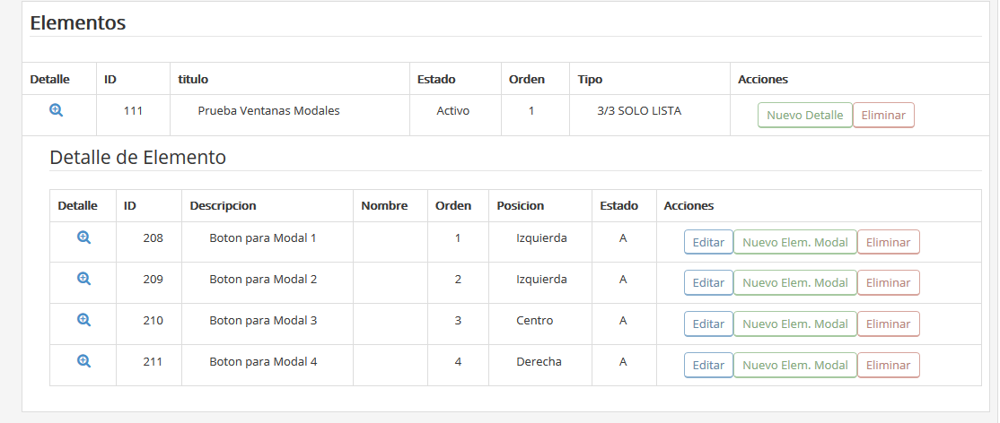 Elementos
Detalle ID titulo Estado Orden Tipo Acciones
111 Prueba Ventanas Modales Activo 1 3/3 SOLO LISTA Nuevo Detalle Eliminar
Detalle de Elemento
Detalle ID Descripcion Nombre Orden Posicion Estado Acciones
208 Boton para Modal 1 1 Izquierda A Editar Nuevo Elem. Modal Eliminar
209 Boton para Modal 2 2 Izquierda A Editar Nuevo Elem. Modal Eliminar
210 Boton para Modal 3 3 Centro A Editar Nuevo Elem. Modal Eliminar
211 Boton para Modal 4 4 Derecha A Editar Nuevo Elem. Modal Eliminar